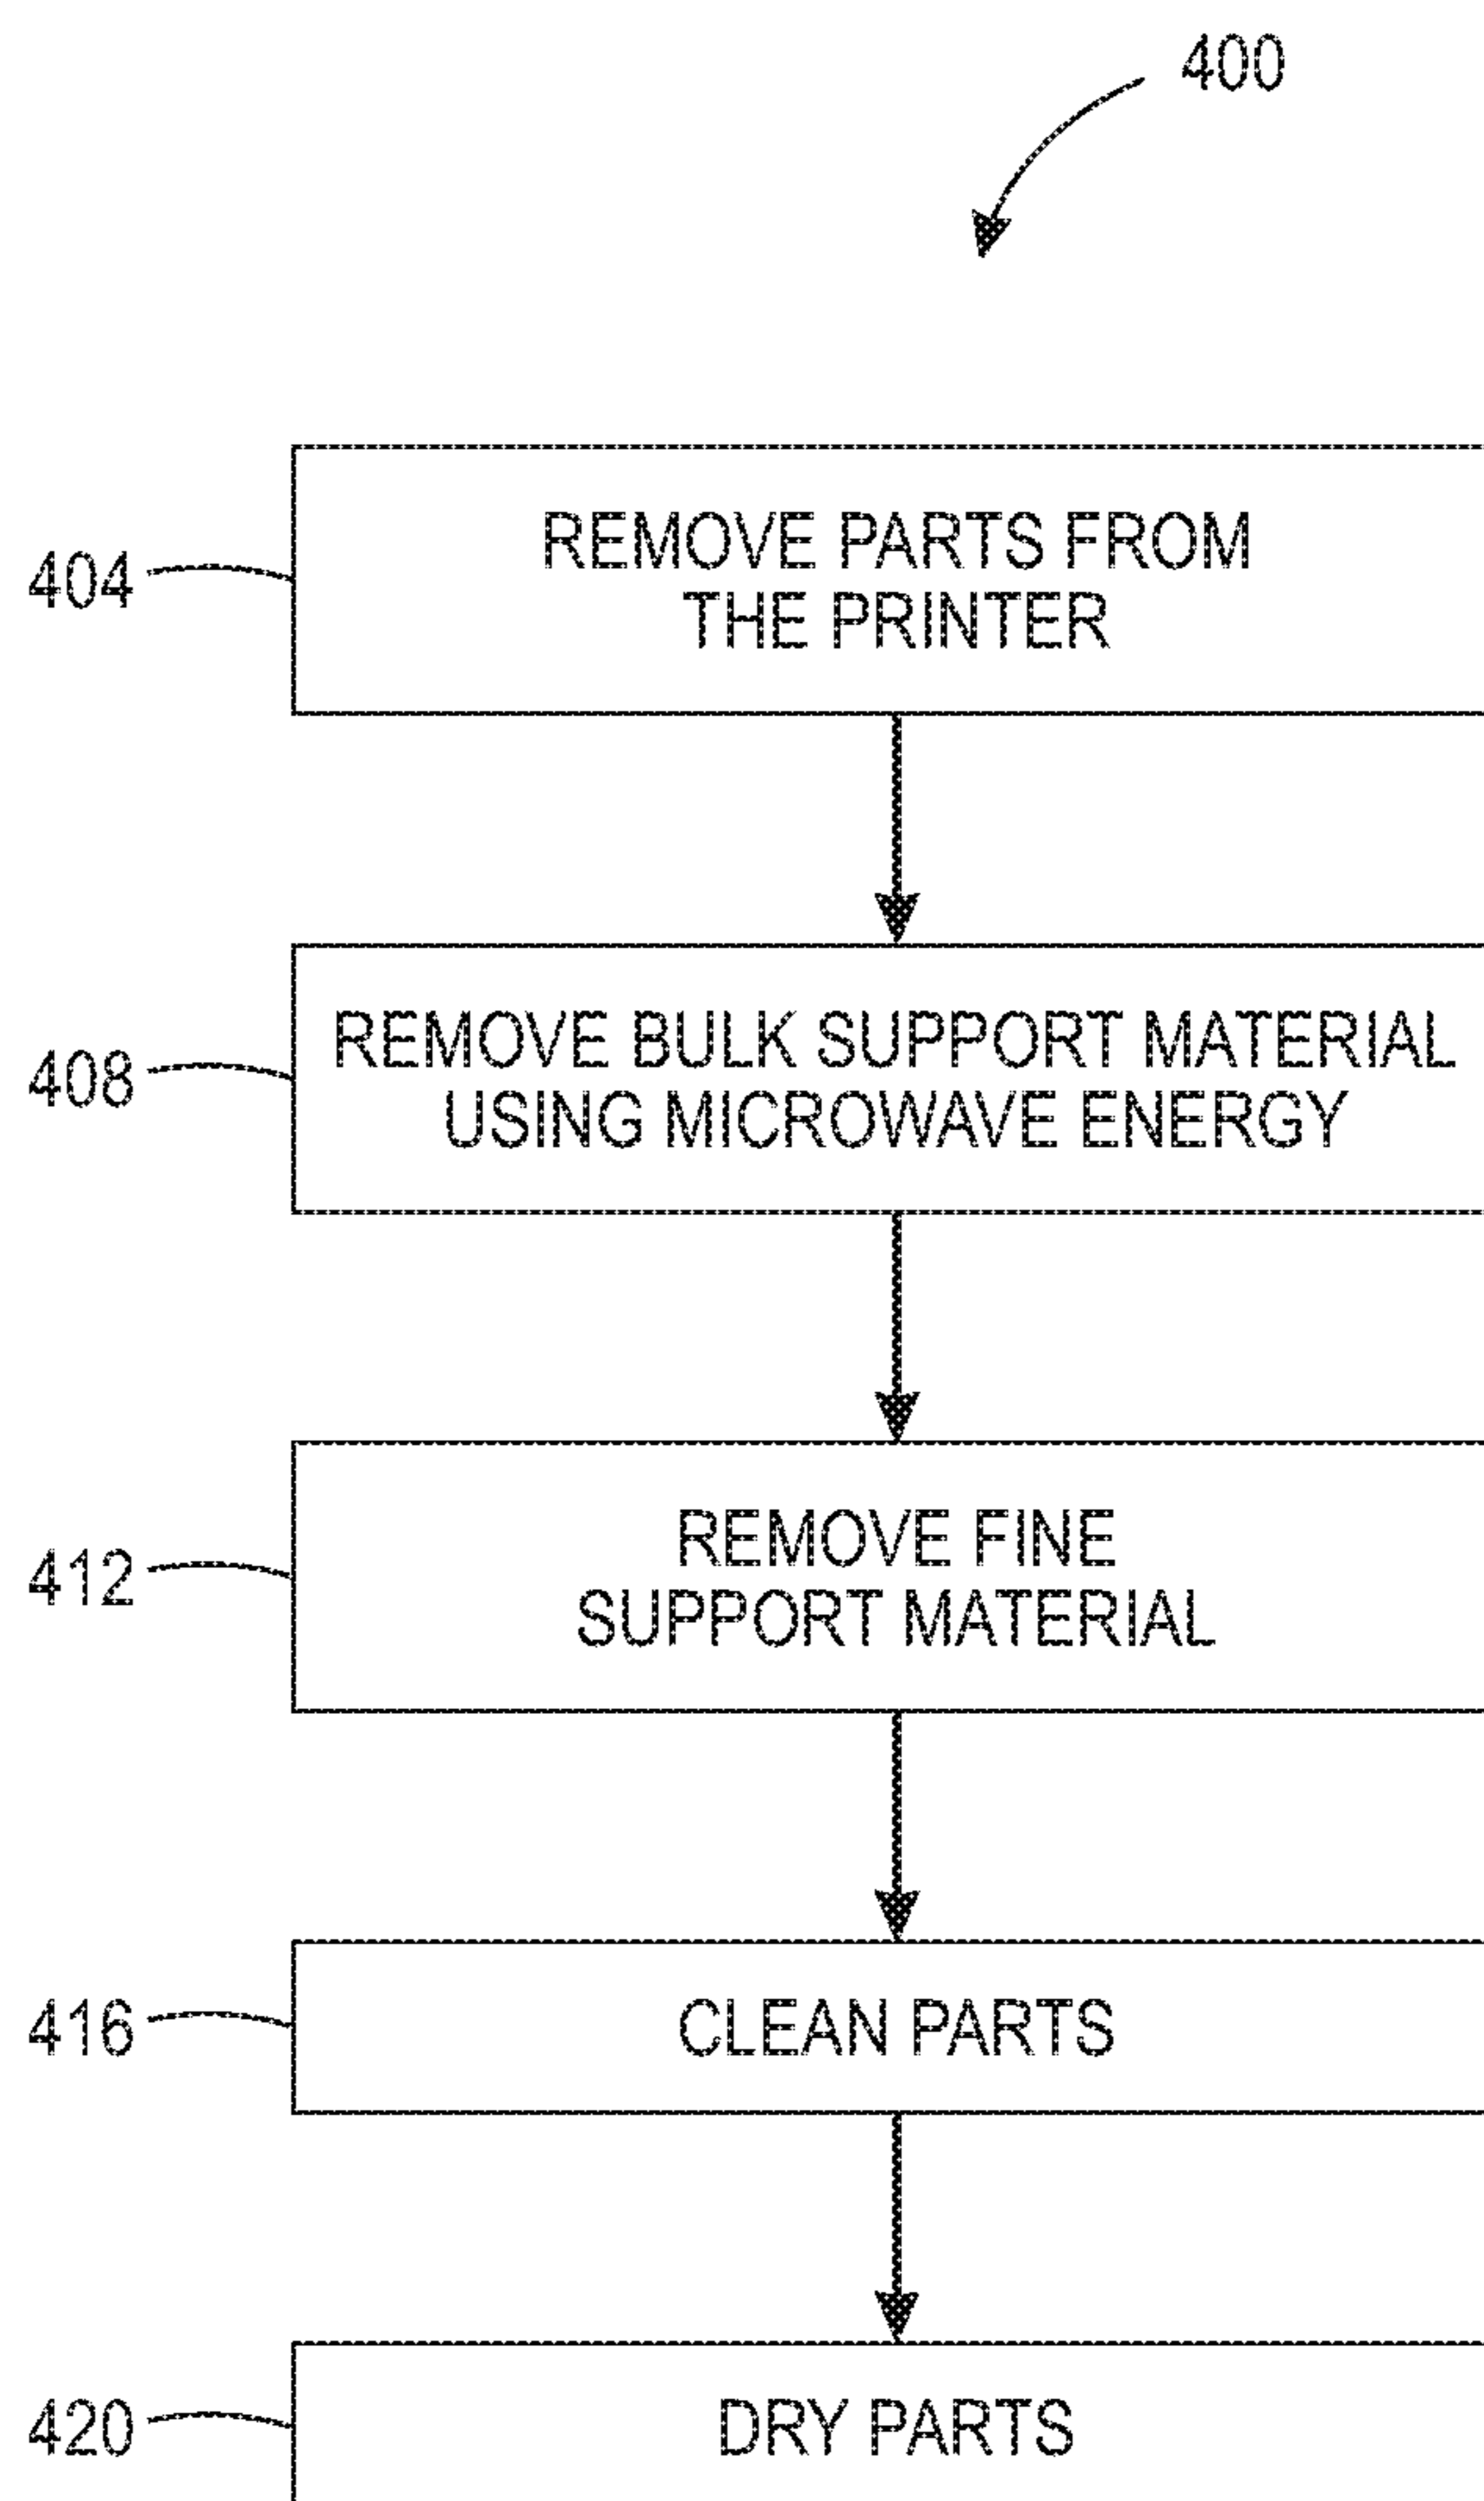 400
404
REMOVE PARTS FROM
THE PRINTER
408
REMOVE BULK SUPPORT MATERIAL
USING MICROWAVE ENERGY
412
REMOVE FINE
SUPPORT MATERIAL
416
CLEAN PARTS
420
DRY PARTS